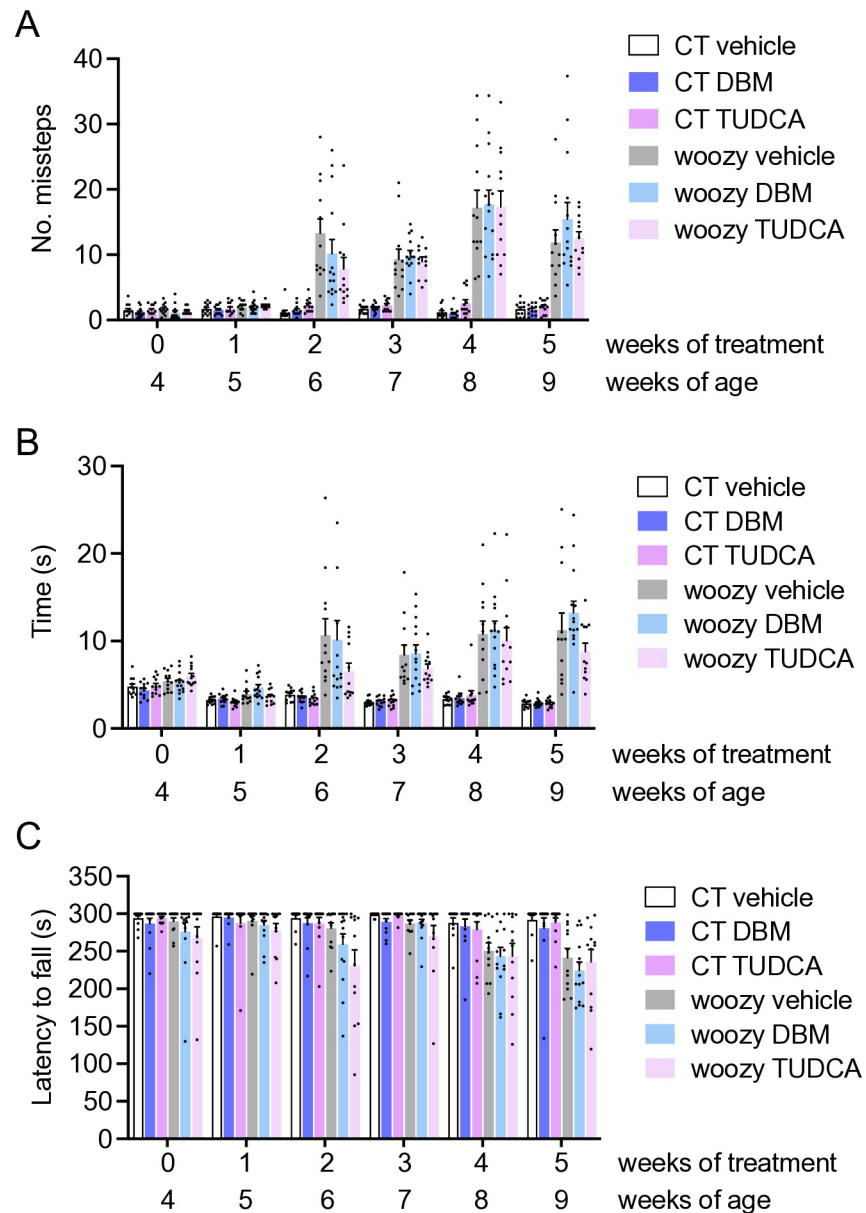 A
CT vehicle
CT DBM
CT TUDCA
woozy vehicle
woozy DBM
woozy TUDCA
No. missteps
40
30
20
10
0
0 1 2 3 4 5 weeks of treatment
4 5 6 7 8 9 weeks of age
B
CT vehicle
CT DBM
CT TUDCA
woozy vehicle
woozy DBM
woozy TUDCA
Time (s)
30
20
10
0
0 1 2 3 4 5 weeks of treatment
4 5 6 7 8 9 weeks of age
C
CT vehicle
CT DBM
CT TUDCA
woozy vehicle
woozy DBM
woozy TUDCA
Latency to fall (s)
350
300
250
200
150
100
50
0
0 1 2 3 4 5 weeks of treatment
4 5 6 7 8 9 weeks of age